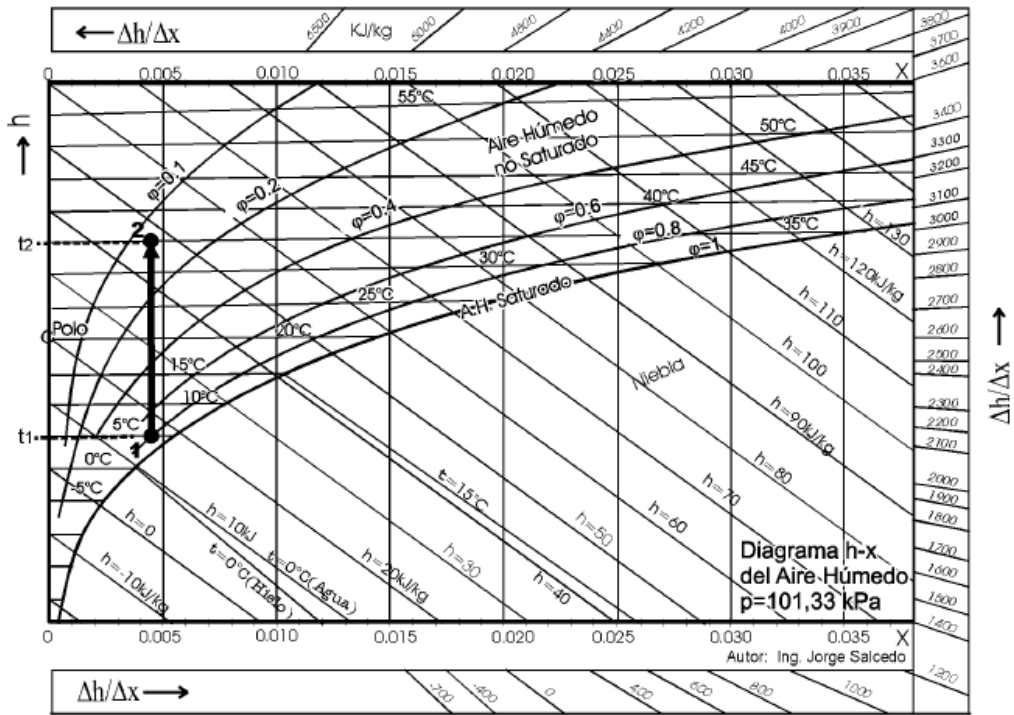 ←Δh/Δx
6500
KJ/kg
5000
4800
4400
4200
4000
3900
3800
3700
3600
0
0.005
0.010
0.015
0.020
0.025
0.030
0.035
X
→ h
55°C
Aire Húmedo
no Saturado
50°C
3400
3300
3200
3100
3000
2900
2800
2700
2600
2500
2400
2300
2200
2100
2000
1900
1800
1700
1600
1500
1400
1200
φ=0.1
φ=0.2
φ=0.4
φ=0.6
φ=0.8
φ=1
45°C
40°C
35°C
30°C
25°C
20°C
15°C
10°C
5°C
0°C
-5°C
t2
2
Polo
t1
1
A.H. Saturado
Niebla
h=130
h=120kJ/kg
h=110
h=100
h=90kJ/kg
h=80
h=70
h=60
h=50
t=15°C
h=40
h=30
h=20kJ/kg
h=10kJ
t=0°C(Agua)
t=0°C(Hielo)
h=0
h=-10kJ/kg
Δh/Δx →
Diagrama h-x
del Aire Húmedo
p=101,33 kPa
0
0.005
0.010
0.015
0.020
0.025
0.030
0.035
X
Autor: Ing. Jorge Salcedo
Δh/Δx→
-700
-400
0
400
600
800
1000